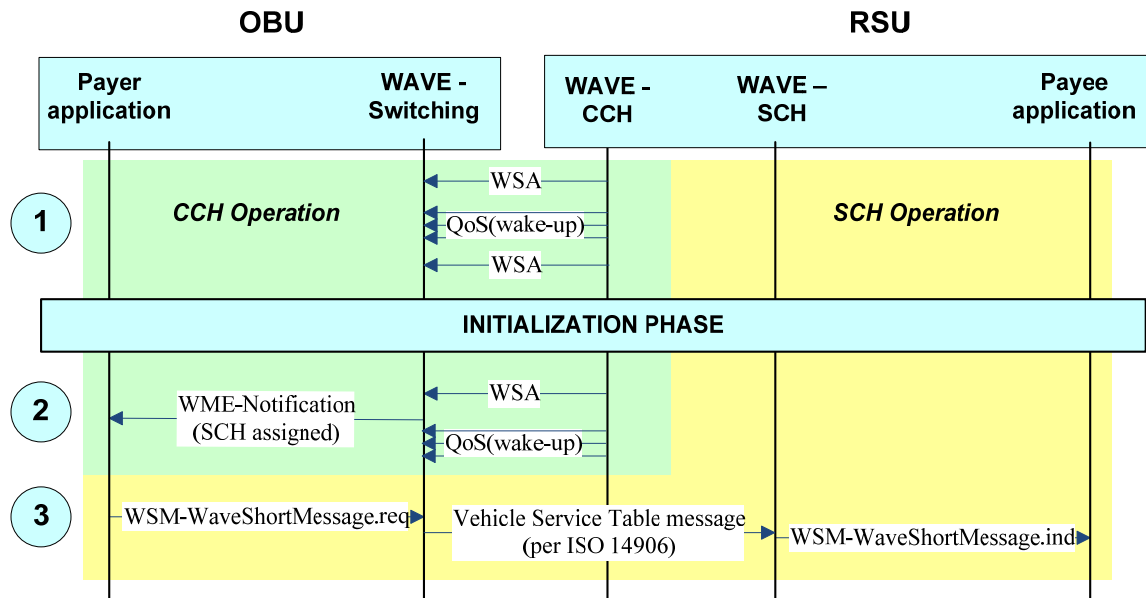 OBU
RSU
Payer
application
WAVE -
Switching
WAVE -
CCH
WAVE –
SCH
Payee
application
1
CCH Operation
WSA
QoS(wake-up)
WSA
SCH Operation
INITIALIZATION PHASE
2
WSA
WME-Notification
(SCH assigned)
QoS(wake-up)
3
WSM-WaveShortMessage.req
Vehicle Service Table message
(per ISO 14906)
WSM-WaveShortMessage.ind